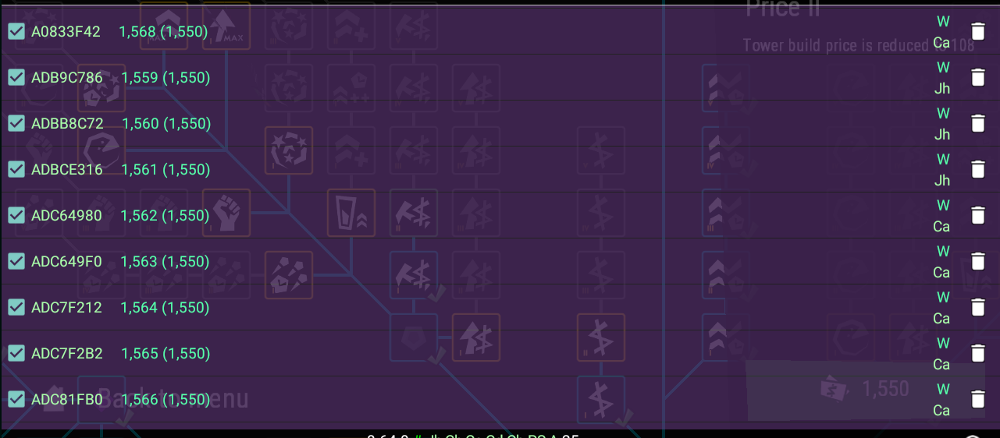 Price II
Tower build price is reduced to 108
A0833F42 1,568 (1,550) W Ca
ADB9C786 1,559 (1,550) W Jh
ADBB8C72 1,560 (1,550) W Jh
ADBCE316 1,561 (1,550) W Jh
ADC64980 1,562 (1,550) W Ca
ADC649F0 1,563 (1,550) W Ca
ADC7F212 1,564 (1,550) W Ca
ADC7F2B2 1,565 (1,550) W Ca
1,550
ADC81FB0 1,566 (1,550) W Ca
Back to menu